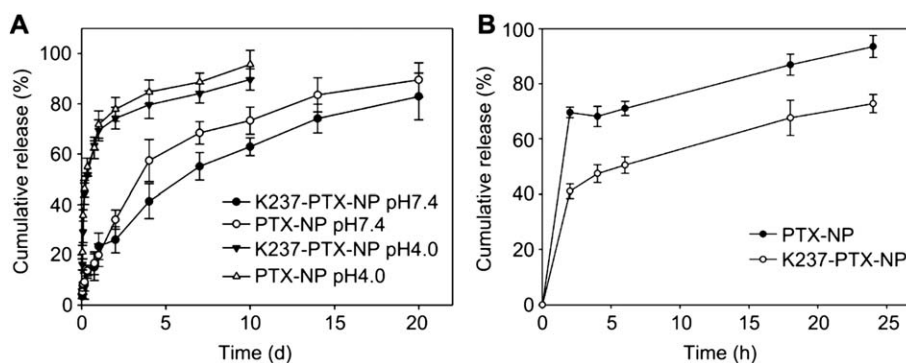 A
Cumulative release (%)
100
80
60
40
20
0
K237-PTX-NP pH7.4
PTX-NP pH7.4
K237-PTX-NP pH4.0
PTX-NP pH4.0
0 5 10 15 20
Time (d)
B
Cumulative release (%)
100
80
60
40
20
0
PTX-NP
K237-PTX-NP
0 5 10 15 20 25
Time (h)